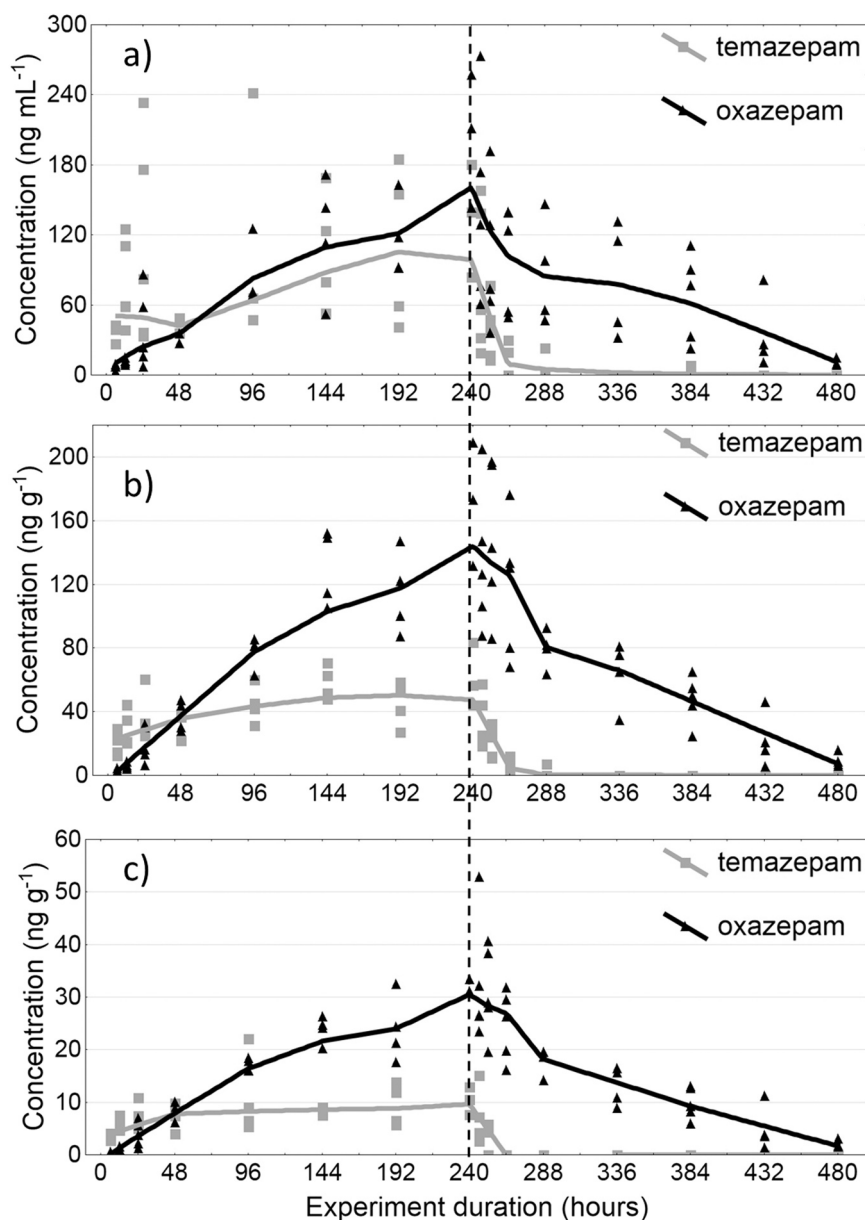 a)
Concentration (ng mL⁻¹)
300
240
180
120
60
0
temazepam
oxazepam
0 48 96 144 192 240 288 336 384 432 480
b)
Concentration (ng g⁻¹)
200
160
120
80
40
0
temazepam
oxazepam
0 48 96 144 192 240 288 336 384 432 480
c)
Concentration (ng g⁻¹)
60
50
40
30
20
10
0
temazepam
oxazepam
0 48 96 144 192 240 288 336 384 432 480
Experiment duration (hours)